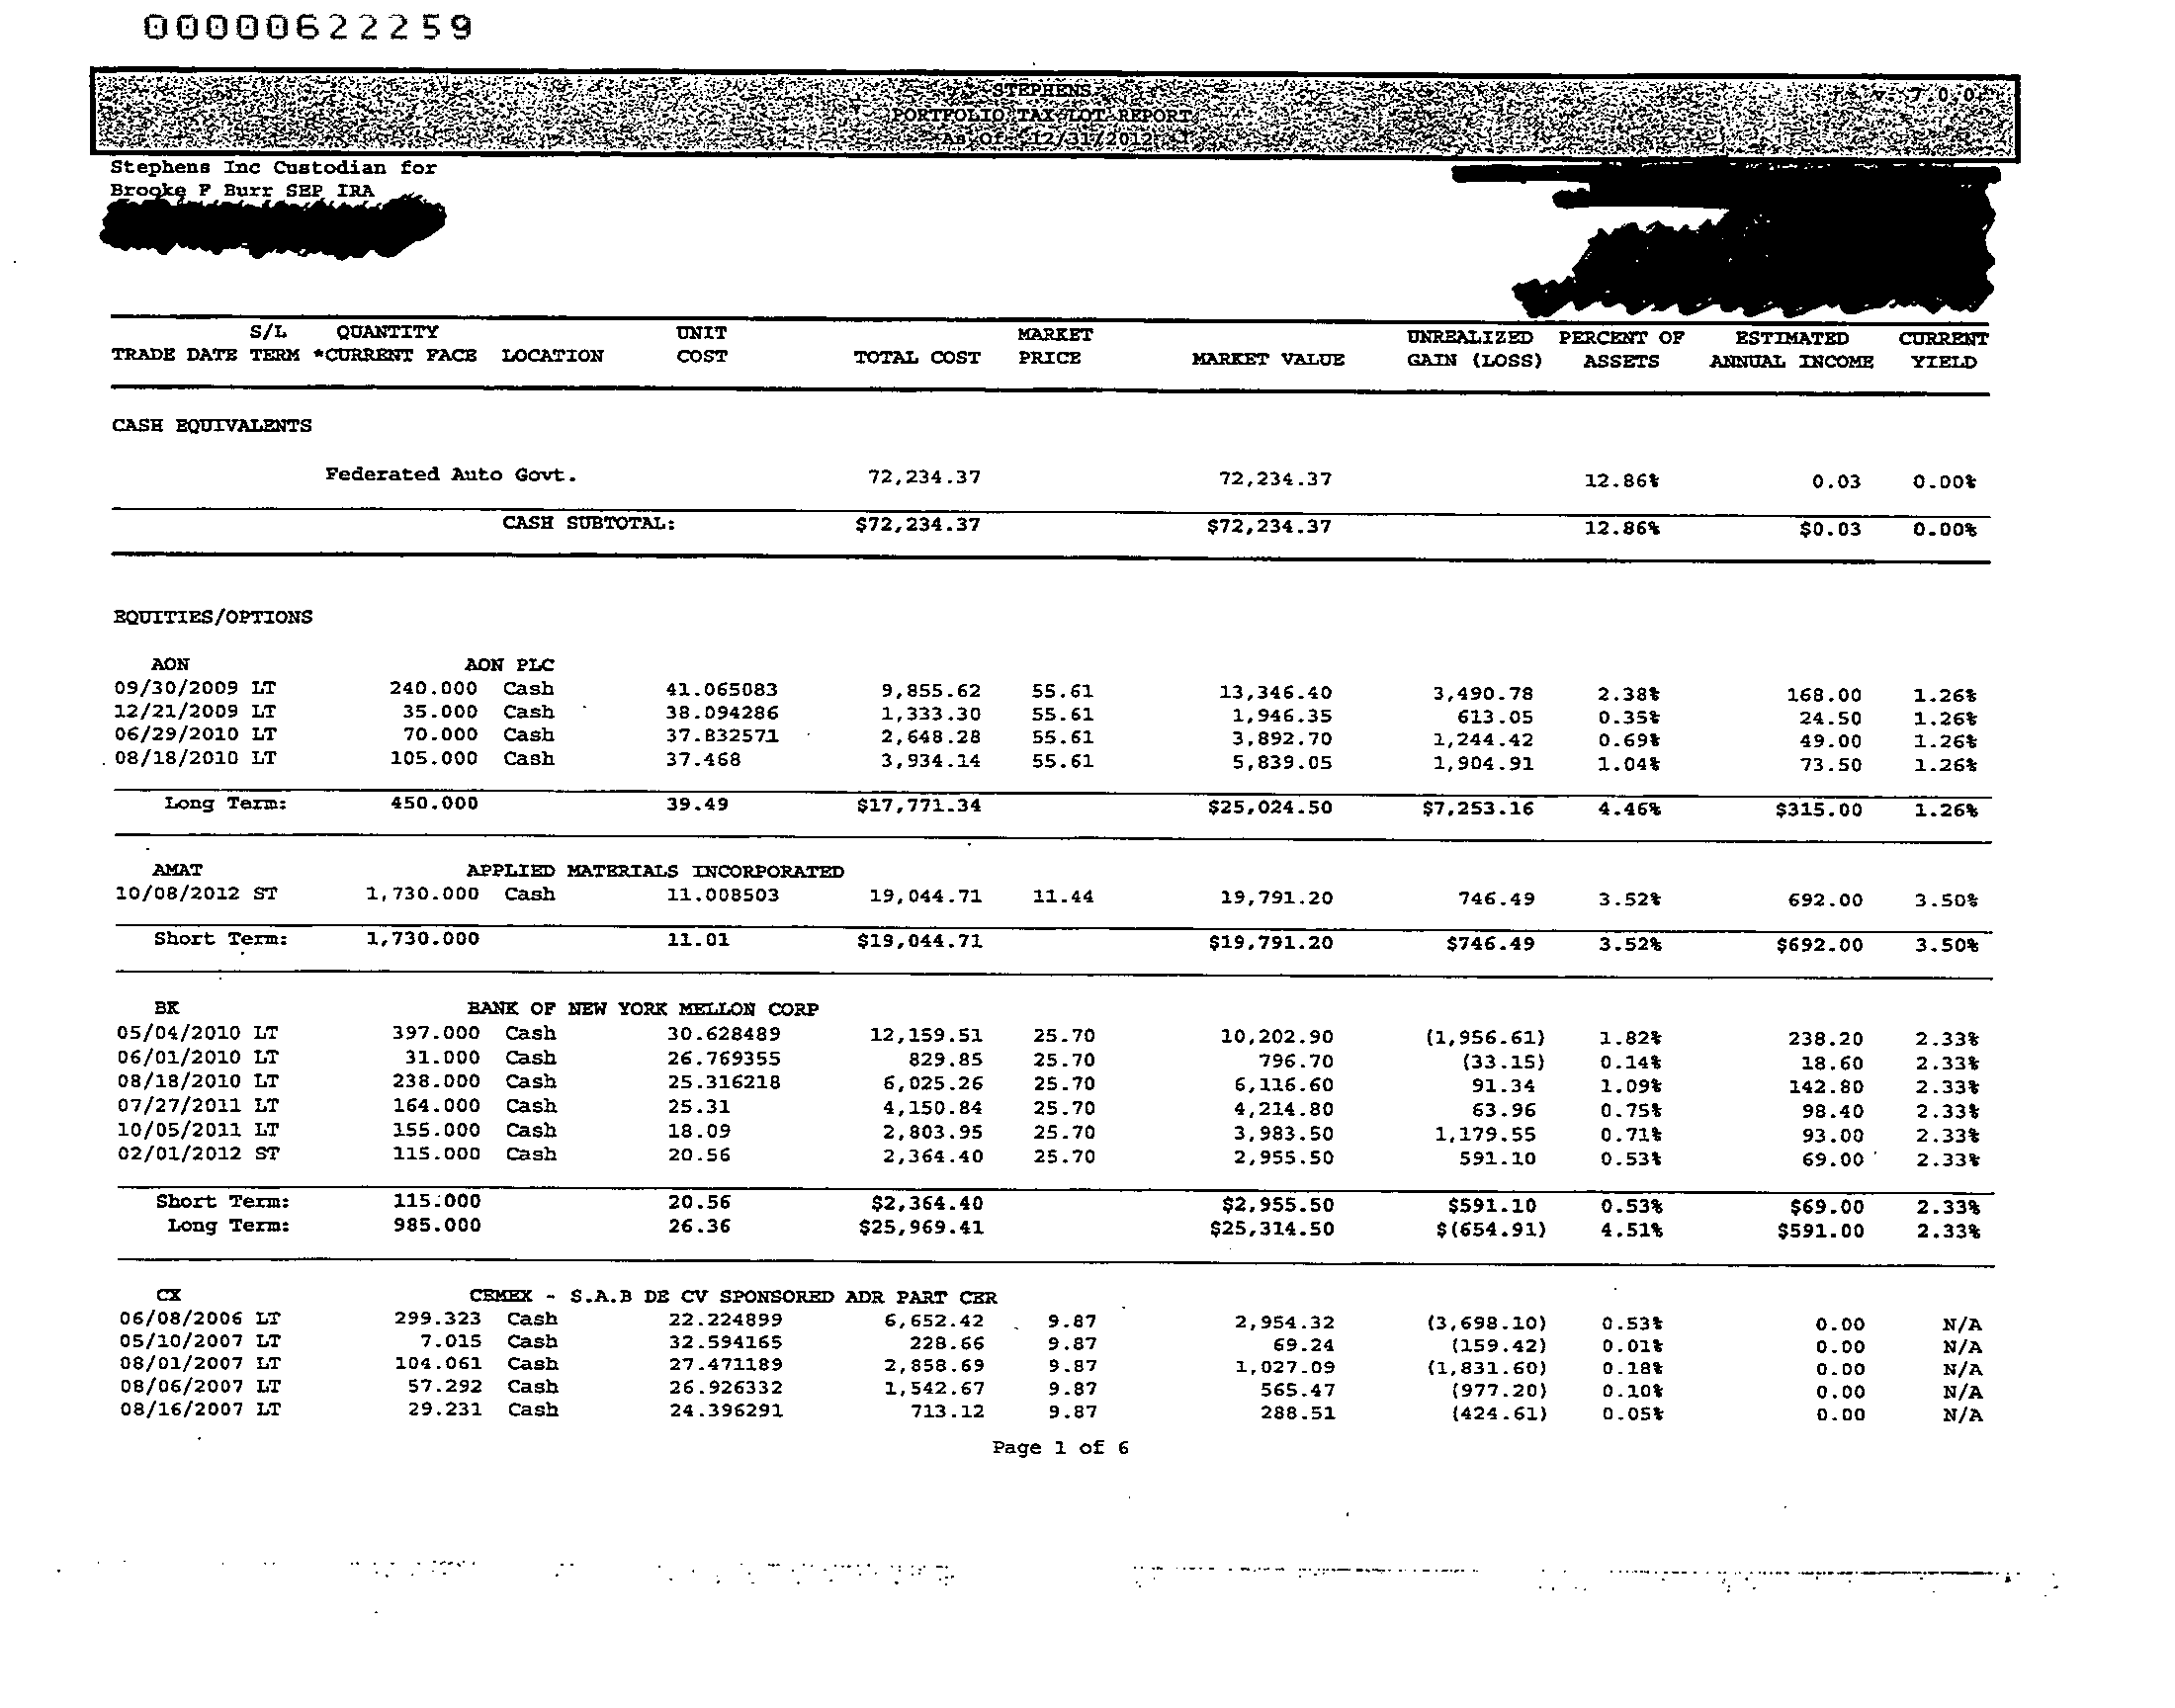 00000622259
STEPHENS
PORTFOLIO TAX LOT REPORT
As Of 12/31/2012
Stephens Inc Custodian for
Brooke F Burr SEP IRA
S/L QUANTITY UNIT MARKET UNREALIZED PERCENT OF ESTIMATED CURRENT
TRADE DATE TERM *CURRENT FACE LOCATION COST TOTAL COST PRICE MARKET VALUE GAIN (LOSS) ASSETS ANNUAL INCOME YIELD
CASH EQUIVALENTS
Federated Auto Govt. 72,234.37 72,234.37 12.86% 0.03 0.00%
CASH SUBTOTAL: $72,234.37 $72,234.37 12.86% $0.03 0.00%
EQUITIES/OPTIONS
AON AON PLC
09/30/2009 LT 240.000 Cash 41.065083 9,855.62 55.61 13,346.40 3,490.78 2.38% 168.00 1.26%
12/21/2009 LT 35.000 Cash 38.094286 1,333.30 55.61 1,946.35 613.05 0.35% 24.50 1.26%
06/29/2010 LT 70.000 Cash 37.832571 2,648.28 55.61 3,892.70 1,244.42 0.69% 49.00 1.26%
08/18/2010 LT 105.000 Cash 37.468 3,934.14 55.61 5,839.05 1,904.91 1.04% 73.50 1.26%
Long Term: 450.000 39.49 $17,771.34 $25,024.50 $7,253.16 4.46% $315.00 1.26%
AMAT APPLIED MATERIALS INCORPORATED
10/08/2012 ST 1,730.000 Cash 11.008503 19,044.71 11.44 19,791.20 746.49 3.52% 692.00 3.50%
Short Term: 1,730.000 11.01 $19,044.71 $19,791.20 $746.49 3.52% $692.00 3.50%
BK BANK OF NEW YORK MELLON CORP
05/04/2010 LT 397.000 Cash 30.628489 12,159.51 25.70 10,202.90 (1,956.61) 1.82% 238.20 2.33%
06/01/2010 LT 31.000 Cash 26.769355 829.85 25.70 796.70 (33.15) 0.14% 18.60 2.33%
08/18/2010 LT 238.000 Cash 25.316218 6,025.26 25.70 6,116.60 91.34 1.09% 142.80 2.33%
07/27/2011 LT 164.000 Cash 25.31 4,150.84 25.70 4,214.80 63.96 0.75% 98.40 2.33%
10/05/2011 LT 155.000 Cash 18.09 2,803.95 25.70 3,983.50 1,179.55 0.71% 93.00 2.33%
02/01/2012 ST 115.000 Cash 20.56 2,364.40 25.70 2,955.50 591.10 0.53% 69.00 2.33%
Short Term: 115.000 20.56 $2,364.40 $2,955.50 $591.10 0.53% $69.00 2.33%
Long Term: 985.000 26.36 $25,969.41 $25,314.50 $(654.91) 4.51% $591.00 2.33%
CX CEMEX - S.A.B DE CV SPONSORED ADR PART CER
06/08/2006 LT 299.323 Cash 22.224899 6,652.42 9.87 2,954.32 (3,698.10) 0.53% 0.00 N/A
05/10/2007 LT 7.015 Cash 32.594165 228.66 9.87 69.24 (159.42) 0.01% 0.00 N/A
08/01/2007 LT 104.061 Cash 27.471189 2,858.69 9.87 1,027.09 (1,831.60) 0.18% 0.00 N/A
08/06/2007 LT 57.292 Cash 26.926332 1,542.67 9.87 565.47 (977.20) 0.10% 0.00 N/A
08/16/2007 LT 29.231 Cash 24.396291 713.12 9.87 288.51 (424.61) 0.05% 0.00 N/A
Page 1 of 6